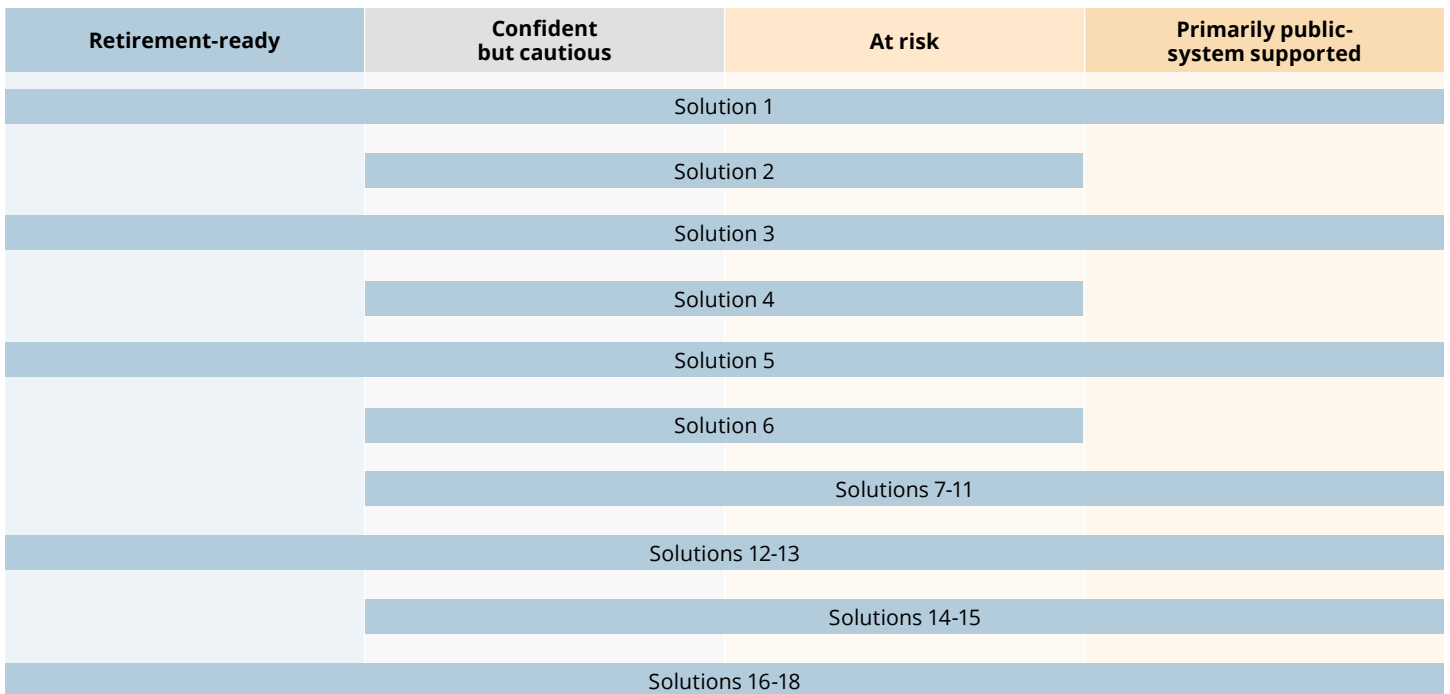 Retirement-ready
Confident
but cautious
At risk
Primarily public-
system supported
Solution 1
Solution 2
Solution 3
Solution 4
Solution 5
Solution 6
Solutions 7-11
Solutions 12-13
Solutions 14-15
Solutions 16-18